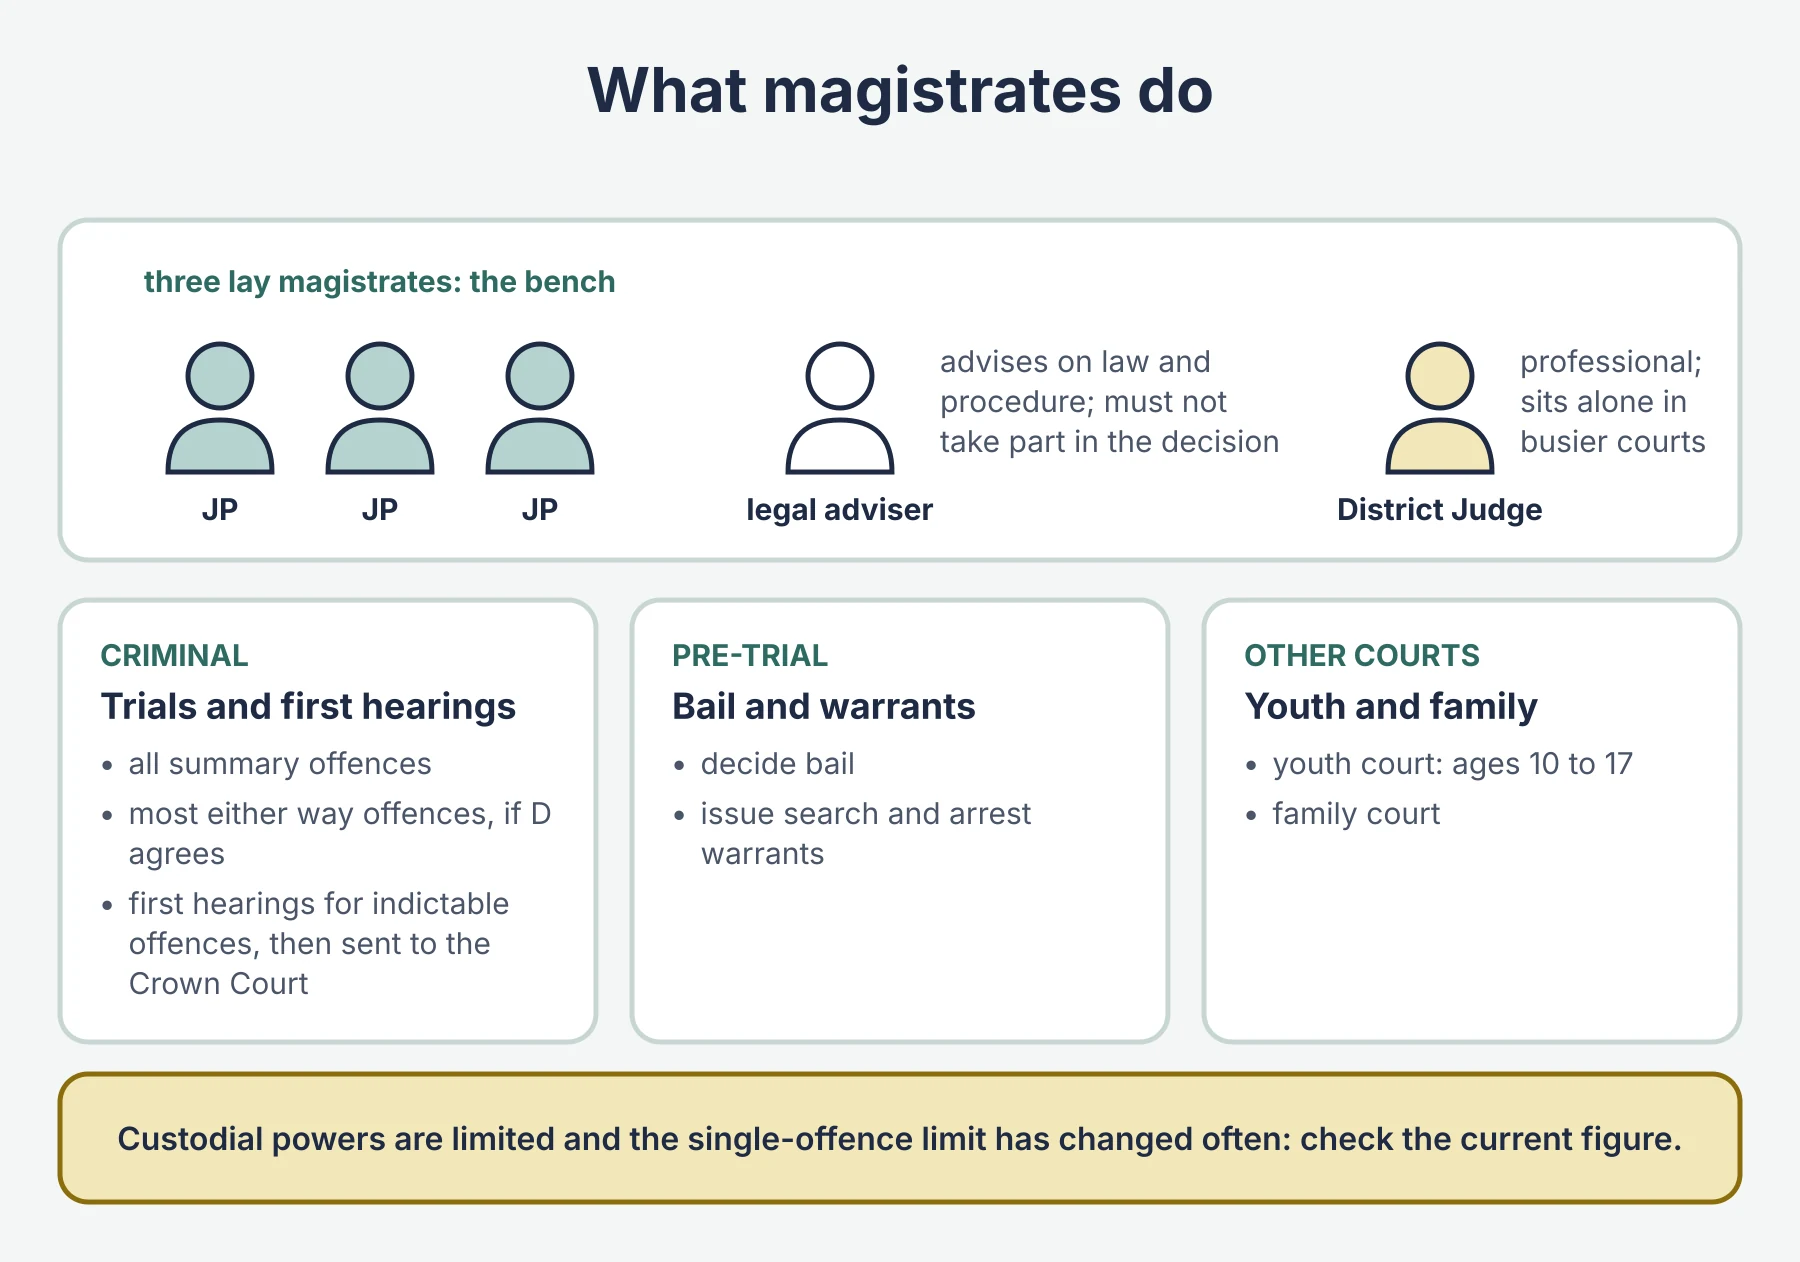 What magistrates do
three lay magistrates: the bench
JP
JP
JP
legal adviser
advises on law and
procedure; must not
take part in the decision
District Judge
professional;
sits alone in
busier courts
CRIMINAL
Trials and first hearings
• all summary offences
• most either way offences, if D
agrees
• first hearings for indictable
offences, then sent to the
Crown Court
PRE-TRIAL
Bail and warrants
• decide bail
• issue search and arrest
warrants
OTHER COURTS
Youth and family
• youth court: ages 10 to 17
• family court
Custodial powers are limited and the single-offence limit has changed often: check the current figure.